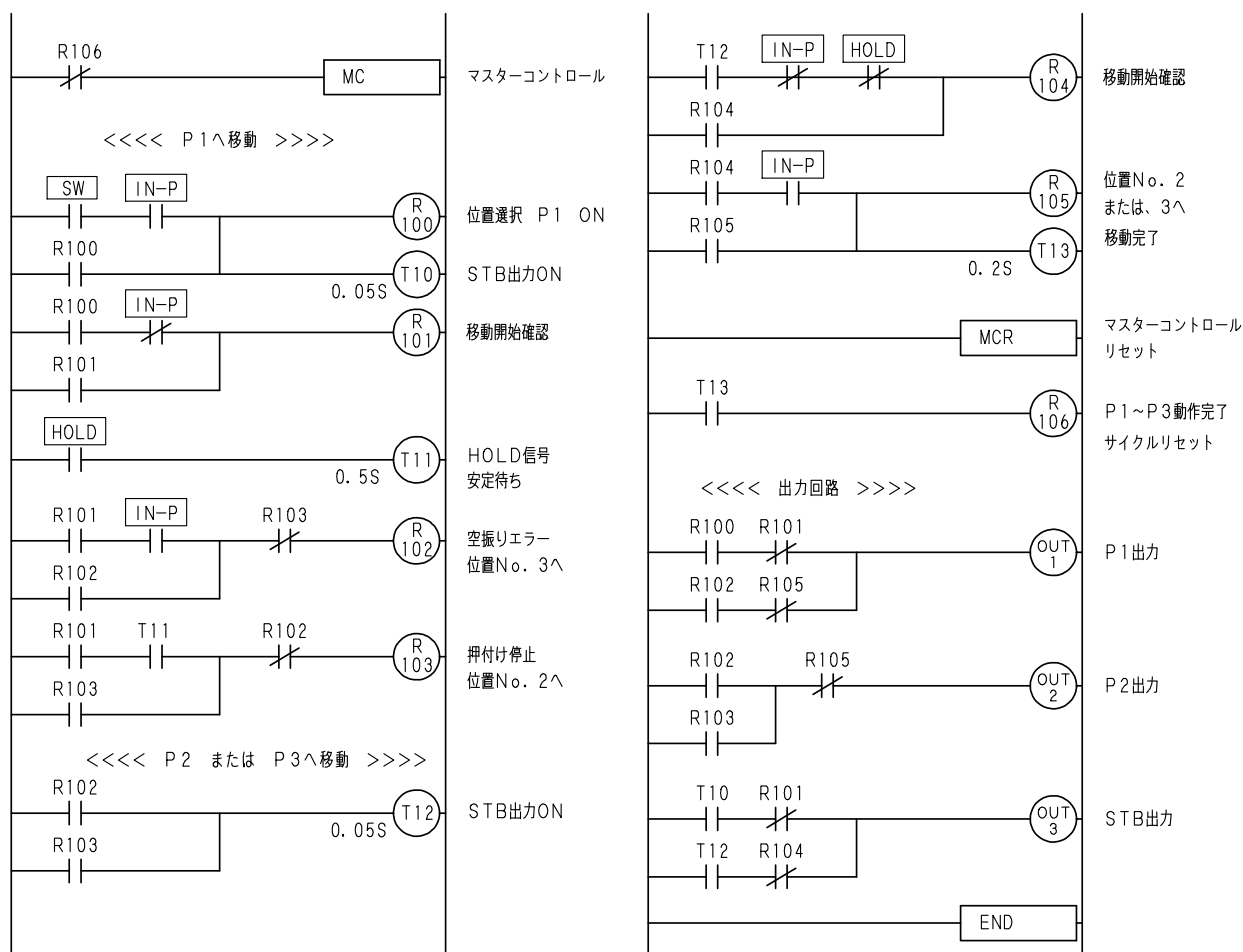 R106
MC マスターコントロール
<<<< P1へ移動 >>>>
SW IN-P
R 100 位置選択 P1 ON
R100
T10 STB出力ON
0.05S
R100 IN-P
R 101 移動開始確認
R101
HOLD
T11 HOLD信号
安定待ち
0.5S
R101 IN-P R103
R 102 空振りエラー
位置No.3へ
R102
R101 T11 R102
R 103 押付け停止
位置No.2へ
R103
<<<< P2 または P3へ移動 >>>>
R102
T12 STB出力ON
0.05S
R103
T12 IN-P HOLD
R 104 移動開始確認
R104
R104 IN-P
R 105 位置No.2
または、3へ
移動完了
R105
T13
0.2S
MCR マスターコントロール
リセット
T13
R 106 P1~P3動作完了
サイクルリセット
<<<< 出力回路 >>>>
R100 R101
OUT 1 P1出力
R102 R105
R102 R105
OUT 2 P2出力
R103
T10 R101
OUT 3 STB出力
T12 R104
END